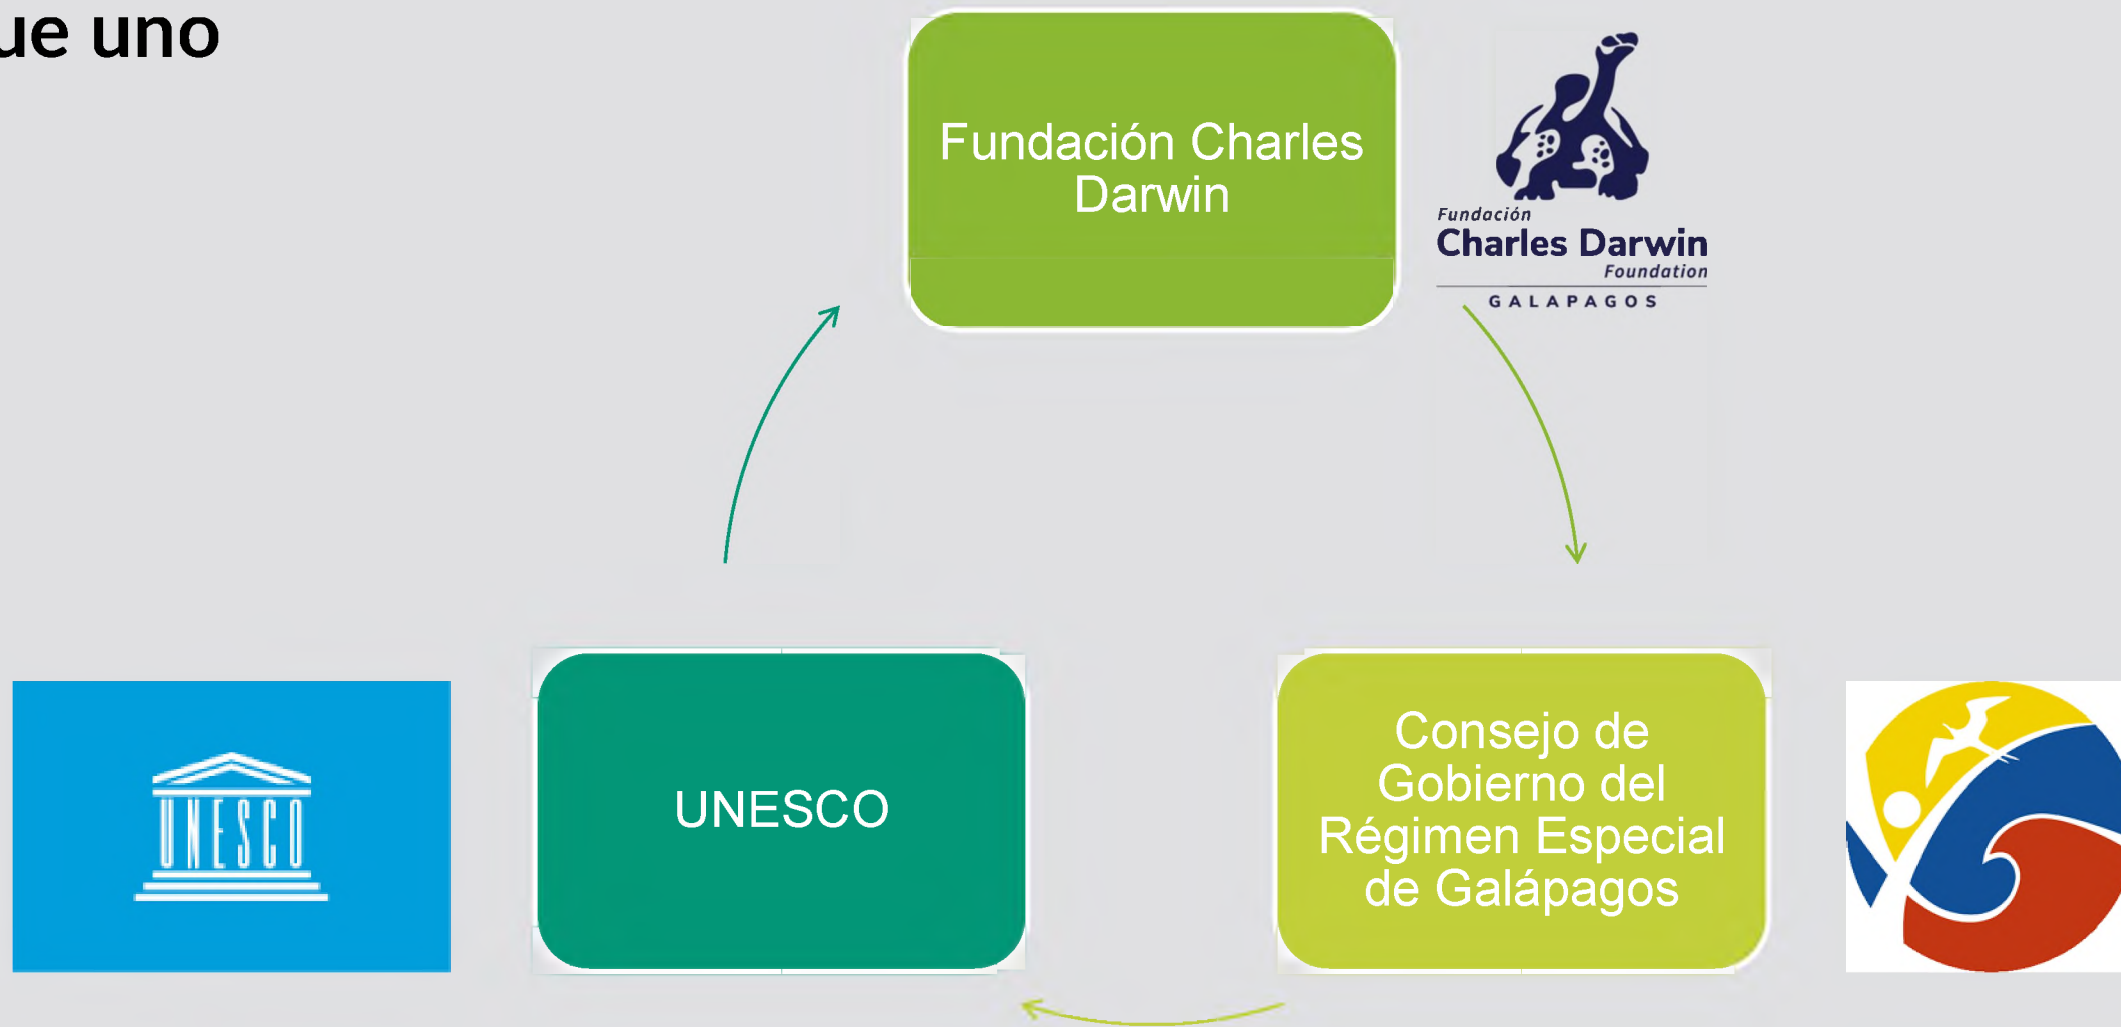 ue uno
Fundación Charles
Darwin
Fundación
Charles Darwin
Foundation
GALAPAGOS
UNESCO
UNESCO
Consejo de
Gobierno del
Régimen Especial
de Galápagos